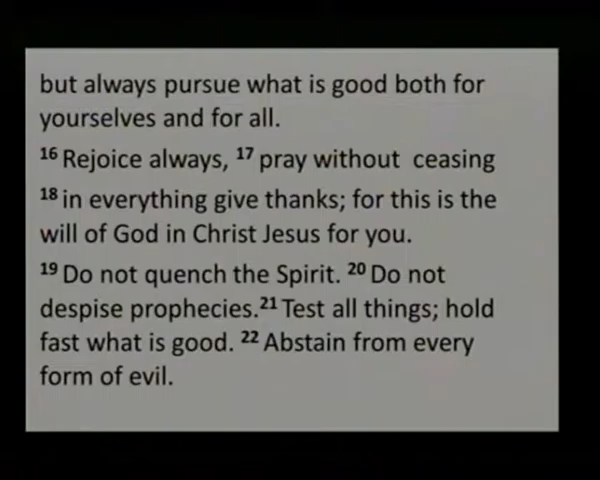 but always pursue what is good both for
yourselves and for all.
16 Rejoice always, 17 pray without  ceasing
18 in everything give thanks; for this is the
will of God in Christ Jesus for you.
19 Do not quench the Spirit. 20 Do not
despise prophecies.21 Test all things; hold
fast what is good. 22 Abstain from every
form of evil.